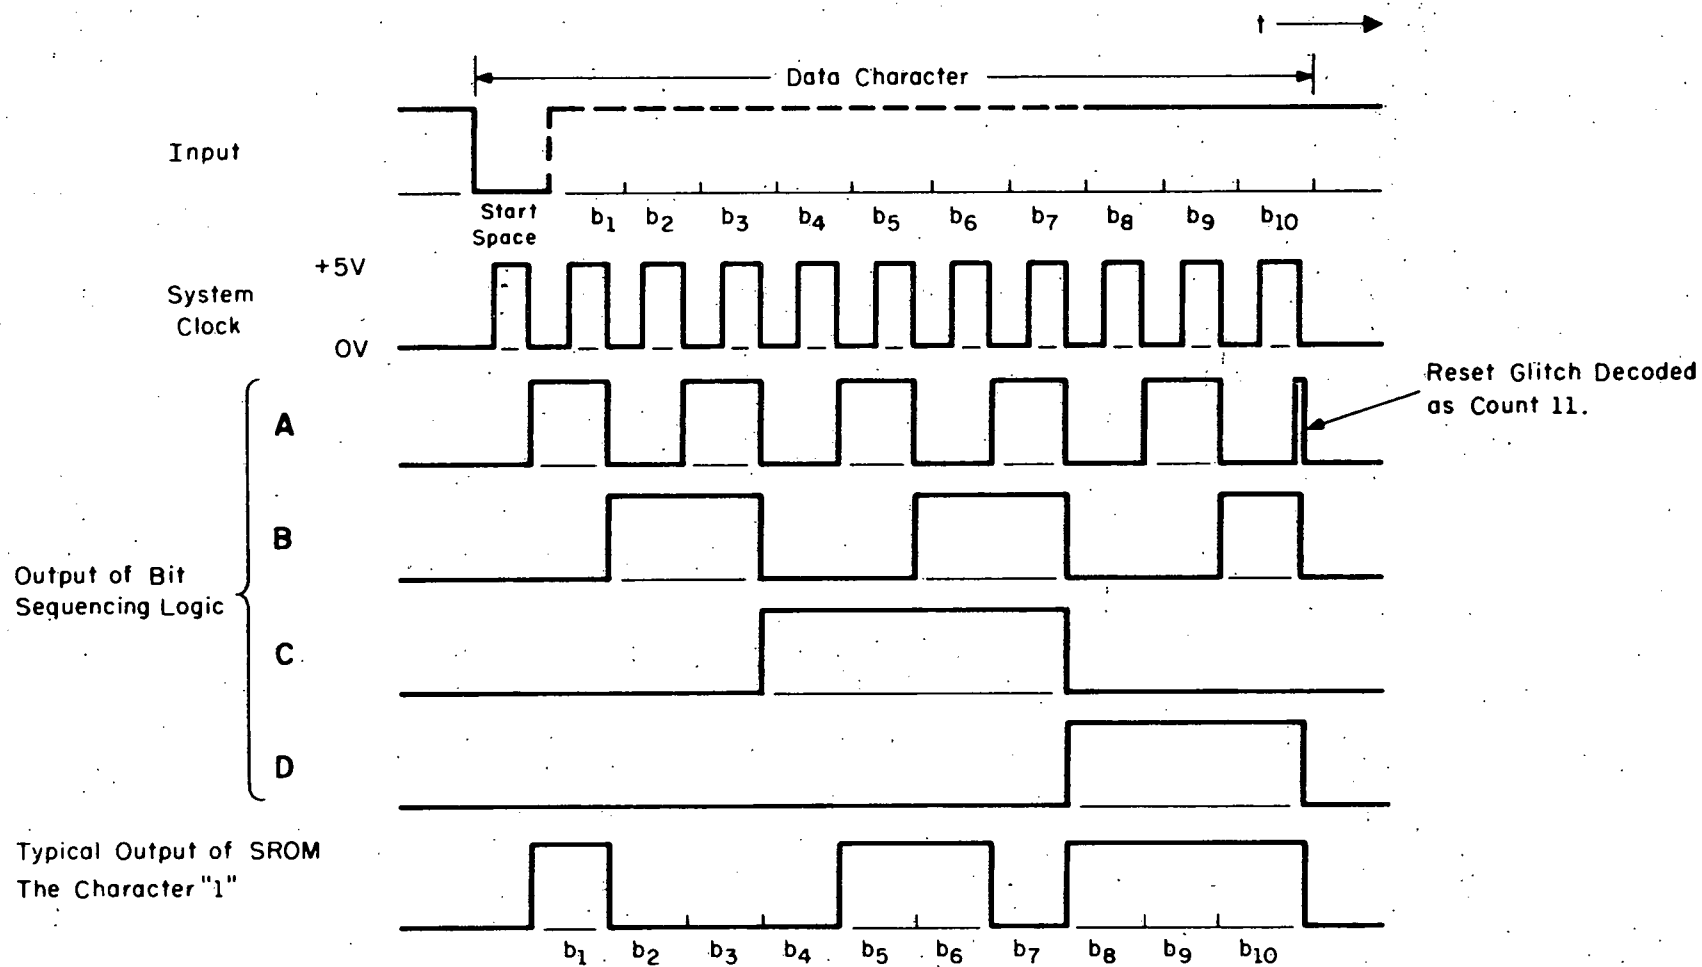 t
Data Character
Input
Start
Space
b1 b2 b3 b4 b5 b6 b7 b8 b9 b10
+5V
System
Clock
0V
Reset Glitch Decoded
as Count 11.
A
B
Output of Bit
Sequencing Logic
C
D
Typical Output of SROM
The Character "1"
b1 b2 b3 b4 b5 b6 b7 b8 b9 b10